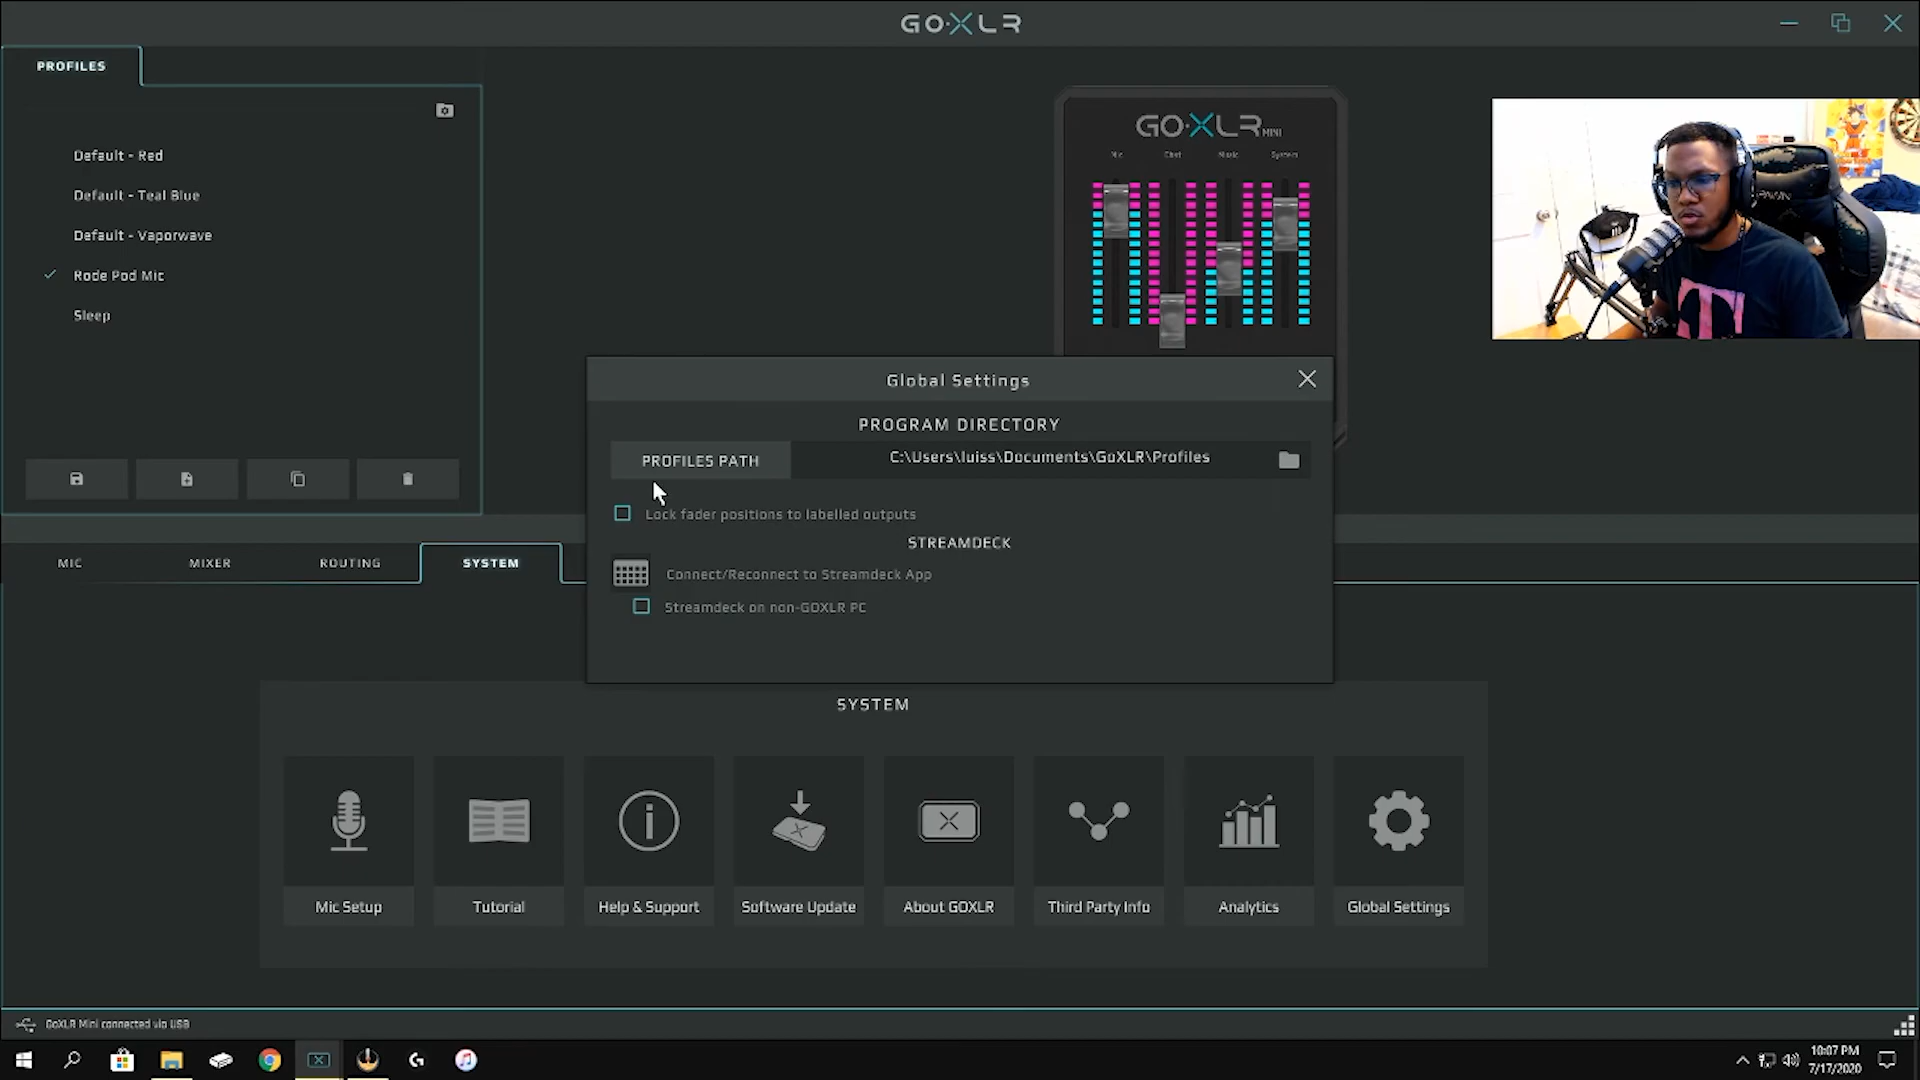 GO·XLR
PROFILES
Default - Red
Default - Teal Blue
Default - Vaporwave
Rode Pod Mic
Sleep
GO·XLR MINI
Mic Chat Music System
Global Settings
PROGRAM DIRECTORY
PROFILES PATH C:\Users\luiss\Documents\GoXLR\Profiles
Lock fader positions to labelled outputs
STREAMDECK
Connect/Reconnect to Streamdeck App
Streamdeck on non-GOXLR PC
MIC MIXER ROUTING SYSTEM
SYSTEM
Mic Setup Tutorial Help & Support Software Update About GOXLR Third Party Info Analytics Global Settings
GoXLR Mini connected via USB
10:07 PM
7/17/2020